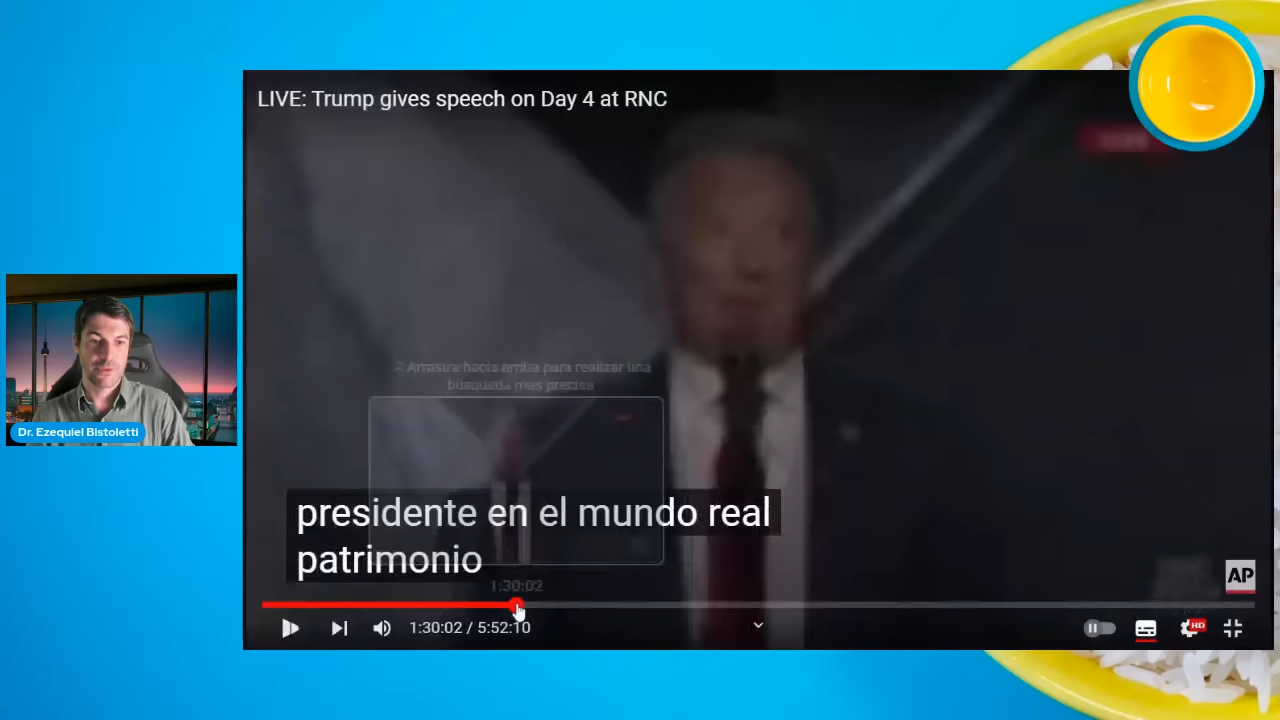 LIVE: Trump gives speech on Day 4 at RNC
Arrastra hacia arriba para realizar una
búsqueda más precisa
Dr. Ezequiel Bistoletti
presidente en el mundo real
patrimonio
1:30:02
AP
1:30:02 / 5:52:10
HD